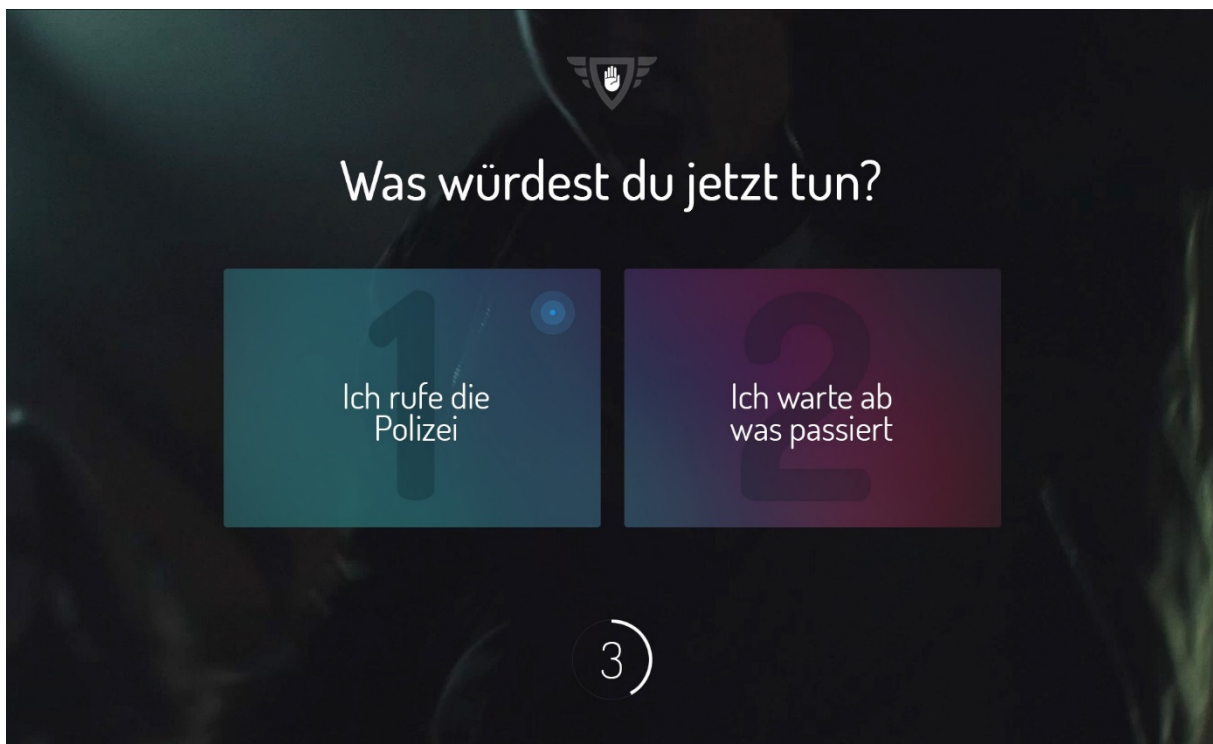 Was würdest du jetzt tun?
1
Ich rufe die
Polizei
2
Ich warte ab
was passiert
3